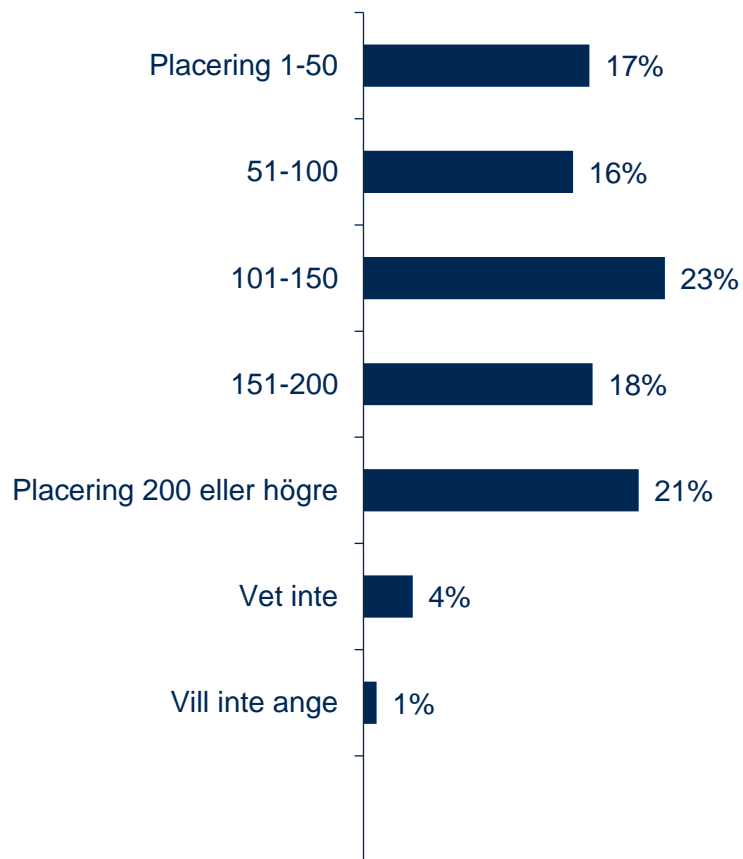 Placering 1-50 17%
51-100 16%
101-150 23%
151-200 18%
Placering 200 eller högre 21%
Vet inte 4%
Vill inte ange 1%